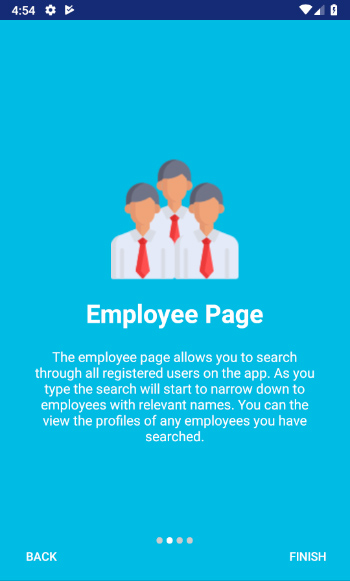 4:54
Employee Page
The employee page allows you to search
through all registered users on the app. As you
type the search will start to narrow down to
employees with relevant names. You can the
view the profiles of any employees you have
searched.
BACK
FINISH